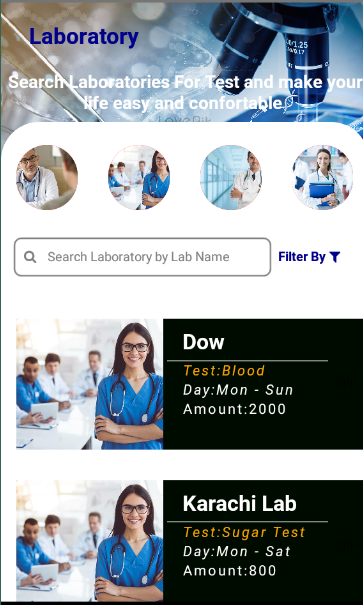 Laboratory
Search Laboratories For Test and make your
life easy and confortable.
Search Laboratory by Lab Name
Filter By
Dow
Test:Blood
Day:Mon - Sun
Amount:2000
Karachi Lab
Test:Sugar Test
Day:Mon - Sat
Amount:800